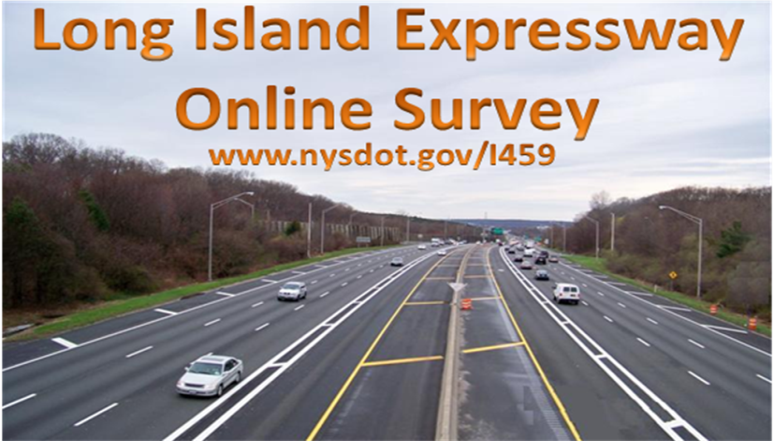 Long Island Expressway
Online Survey
www.nysdot.gov/I459